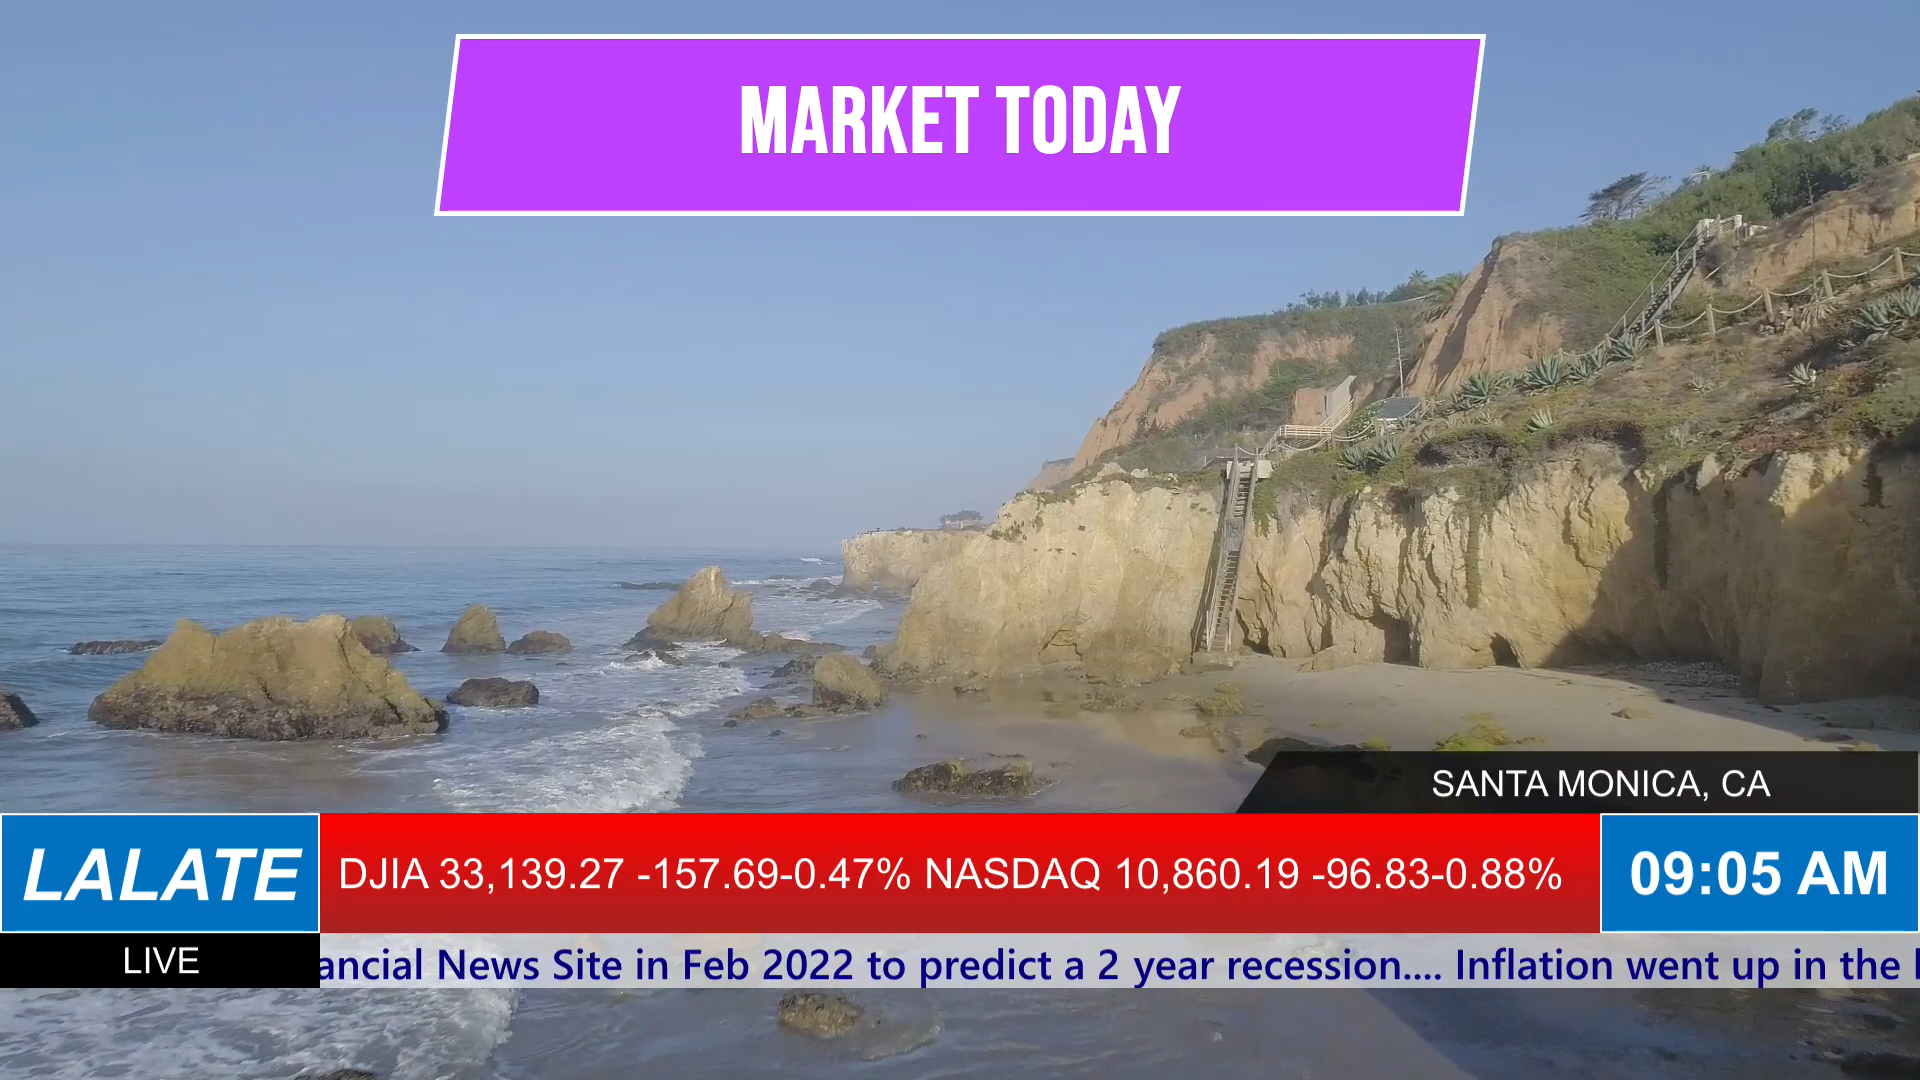 MARKET TODAY
SANTA MONICA, CA
LALATE
DJIA 33,139.27 -157.69-0.47% NASDAQ 10,860.19 -96.83-0.88%
09:05 AM
LIVE
News Site in Feb 2022 to predict a 2 year recession.... Inflation went up in the